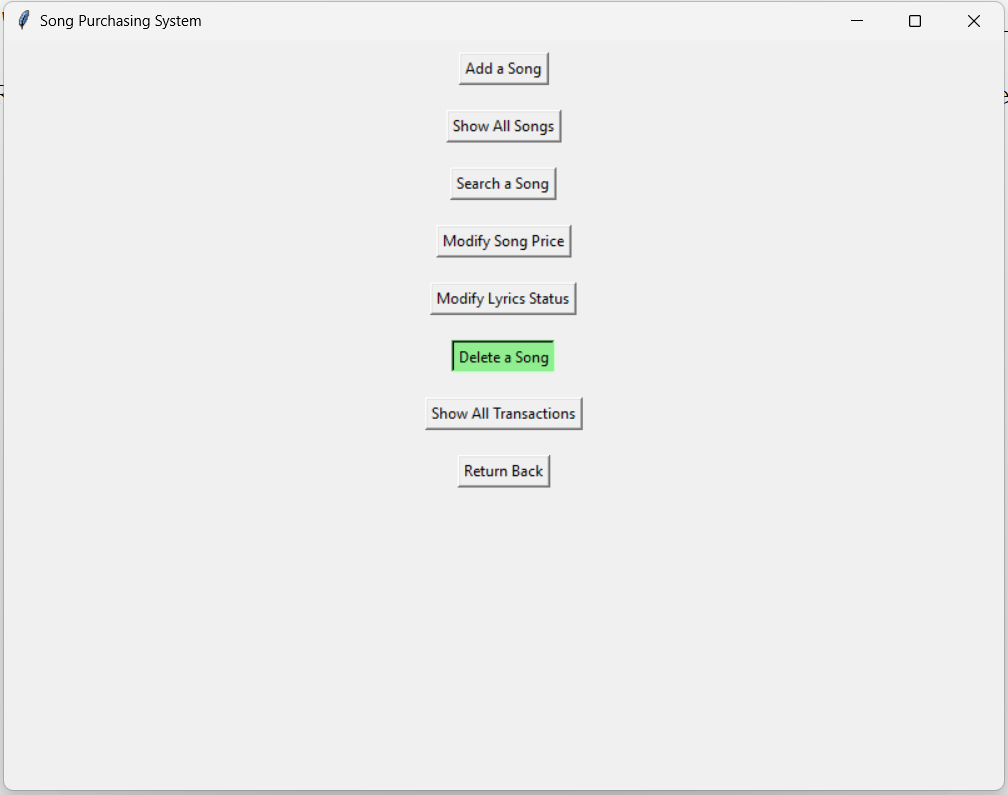 Song Purchasing System
Add a Song
Show All Songs
Search a Song
Modify Song Price
Modify Lyrics Status
Delete a Song
Show All Transactions
Return Back